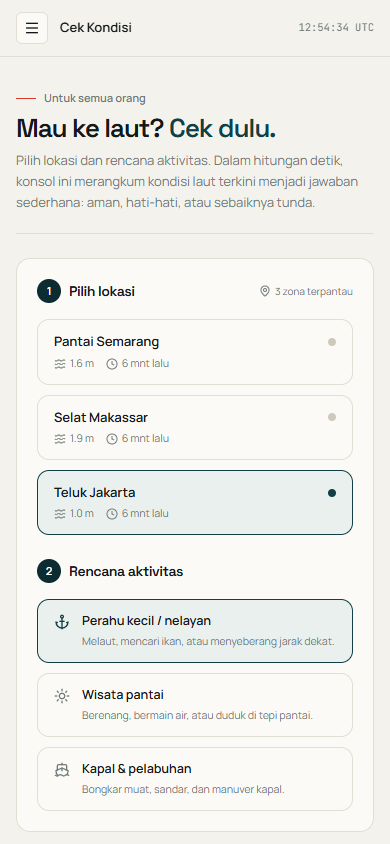 Cek Kondisi
12:54:34 UTC
Untuk semua orang
Mau ke laut? Cek dulu.
Pilih lokasi dan rencana aktivitas. Dalam hitungan detik,
konsol ini merangkum kondisi laut terkini menjadi jawaban
sederhana: aman, hati-hati, atau sebaiknya tunda.
1 Pilih lokasi
3 zona terpantau
Pantai Semarang
1.6 m 6 mnt lalu
Selat Makassar
1.9 m 6 mnt lalu
Teluk Jakarta
1.0 m 6 mnt lalu
2 Rencana aktivitas
Perahu kecil / nelayan
Melaut, mencari ikan, atau menyeberang jarak dekat.
Wisata pantai
Berenang, bermain air, atau duduk di tepi pantai.
Kapal & pelabuhan
Bongkar muat, sandar, dan manuver kapal.